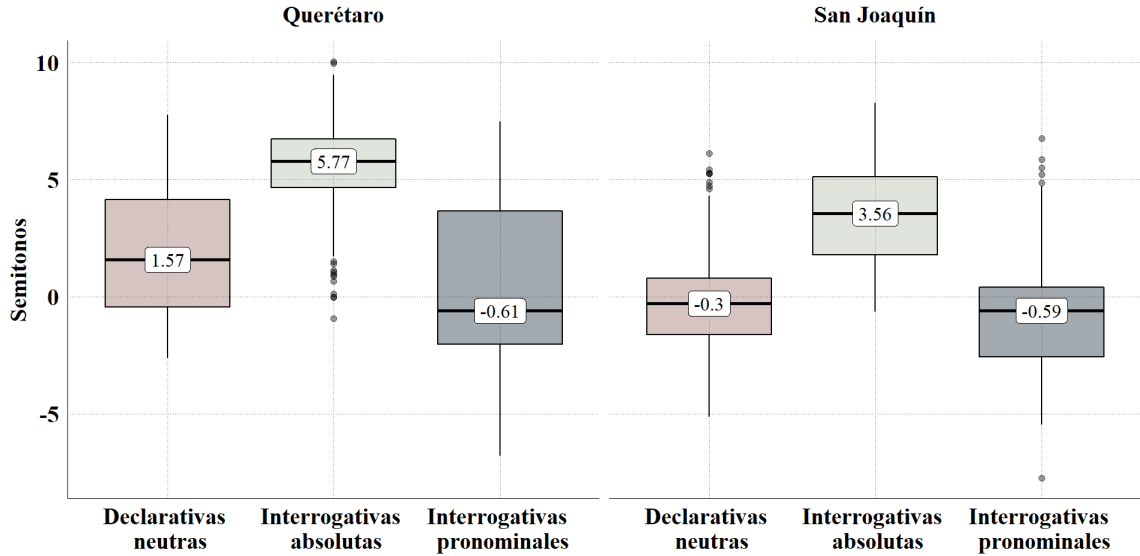 Querétaro
San Joaquín
Semitonos
10
5
0
-5
1.57
5.77
-0.61
-0.3
3.56
-0.59
Declarativas
neutras
Interrogativas
absolutas
Interrogativas
pronominales
Declarativas
neutras
Interrogativas
absolutas
Interrogativas
pronominales